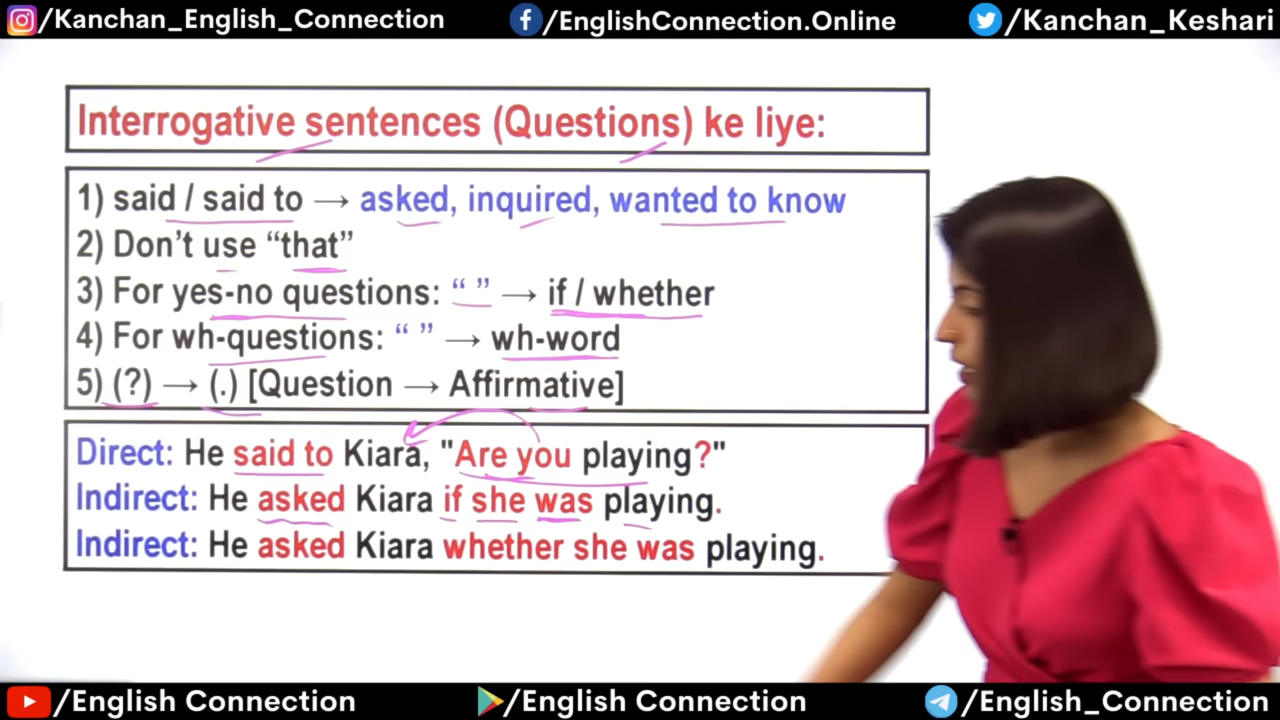 /Kanchan_English_Connection
/EnglishConnection.Online
/Kanchan_Keshari
Interrogative sentences (Questions) ke liye:
1) said / said to → asked, inquired, wanted to know
2) Don’t use “that”
3) For yes-no questions: “ ” → if / whether
4) For wh-questions: “ ” → wh-word
5) (?) → (.) [Question → Affirmative]
Direct: He said to Kiara, "Are you playing?"
Indirect: He asked Kiara if she was playing.
Indirect: He asked Kiara whether she was playing.
/English Connection
/English Connection
/English_Connection